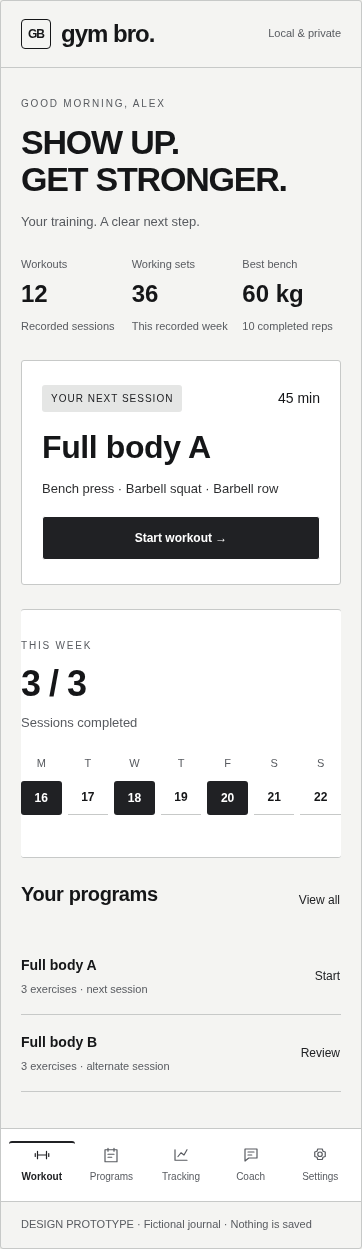 GB gym bro. Local & private
GOOD MORNING, ALEX
SHOW UP.
GET STRONGER.
Your training. A clear next step.
Workouts Working sets Best bench
12 36 60 kg
Recorded sessions This recorded week 10 completed reps
YOUR NEXT SESSION 45 min
Full body A
Bench press · Barbell squat · Barbell row
Start workout →
THIS WEEK
3 / 3
Sessions completed
M T W T F S S
16 17 18 19 20 21 22
Your programs View all
Full body A Start
3 exercises · next session
Full body B Review
3 exercises · alternate session
Workout Programs Tracking Coach Settings
DESIGN PROTOTYPE · Fictional journal · Nothing is saved